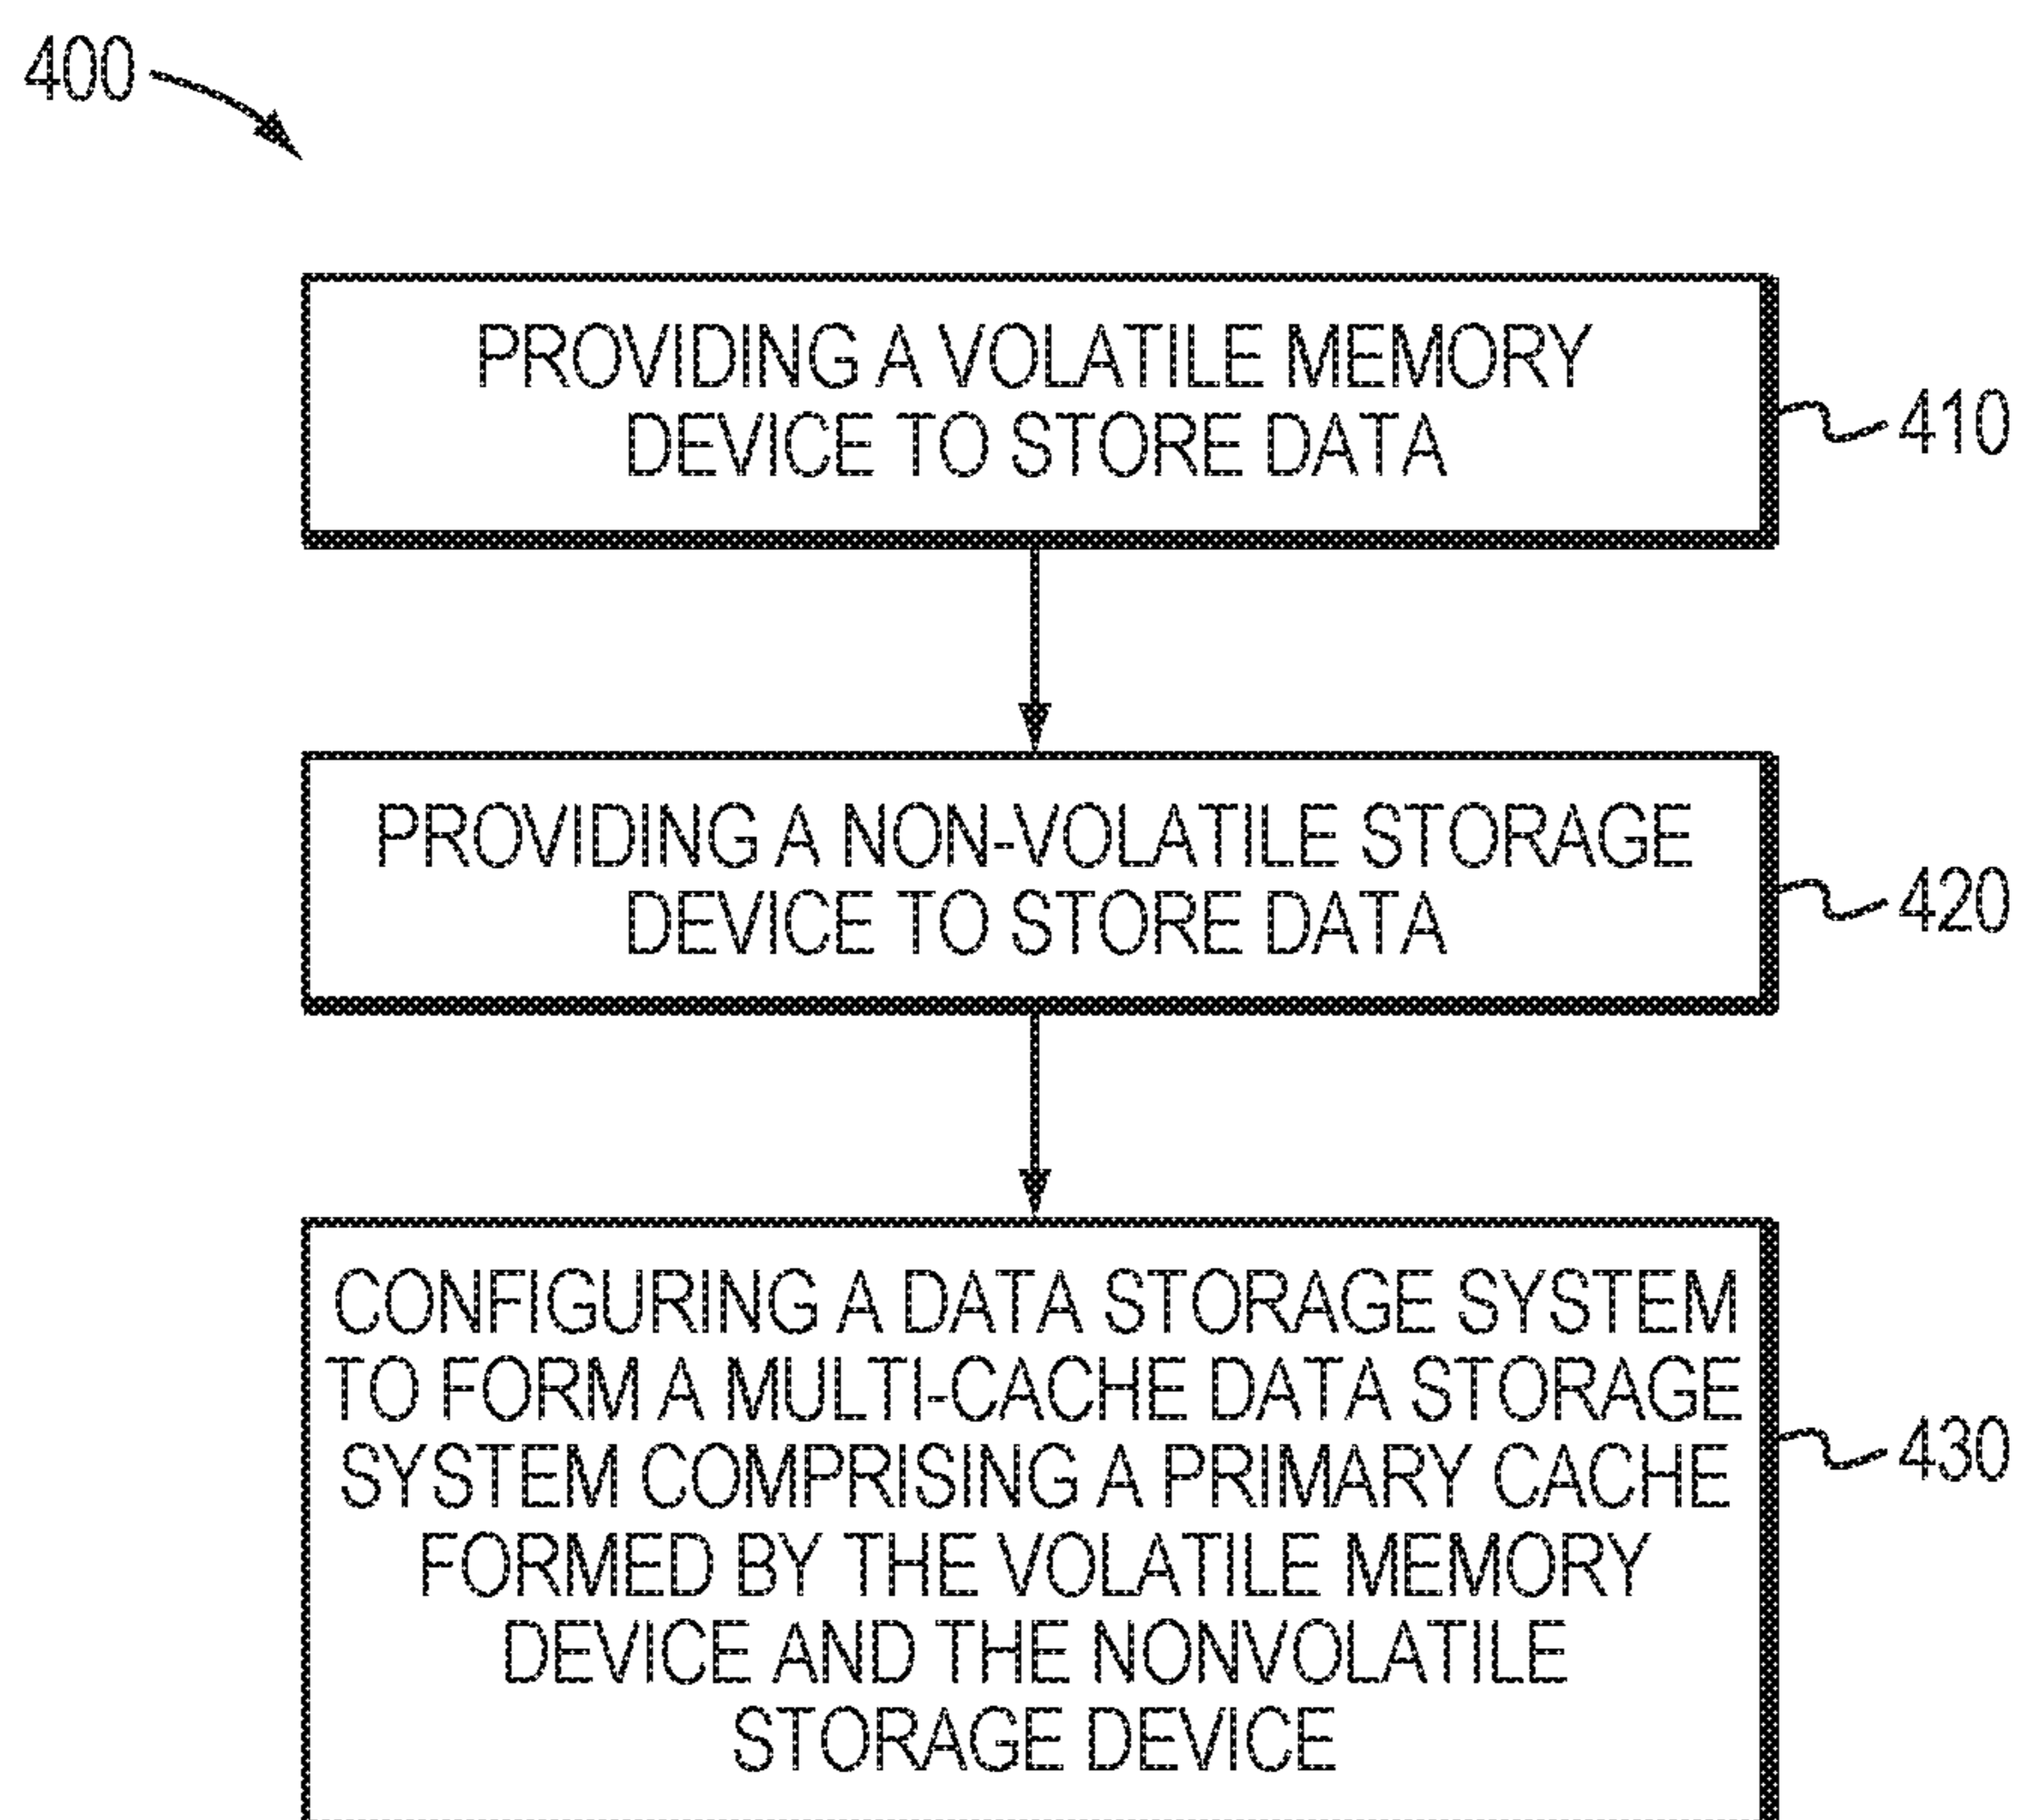 400
PROVIDING A VOLATILE MEMORY
DEVICE TO STORE DATA
410
PROVIDING A NON-VOLATILE STORAGE
DEVICE TO STORE DATA
420
CONFIGURING A DATA STORAGE SYSTEM
TO FORM A MULTI-CACHE DATA STORAGE
SYSTEM COMPRISING A PRIMARY CACHE
FORMED BY THE VOLATILE MEMORY
DEVICE AND THE NONVOLATILE
STORAGE DEVICE
430